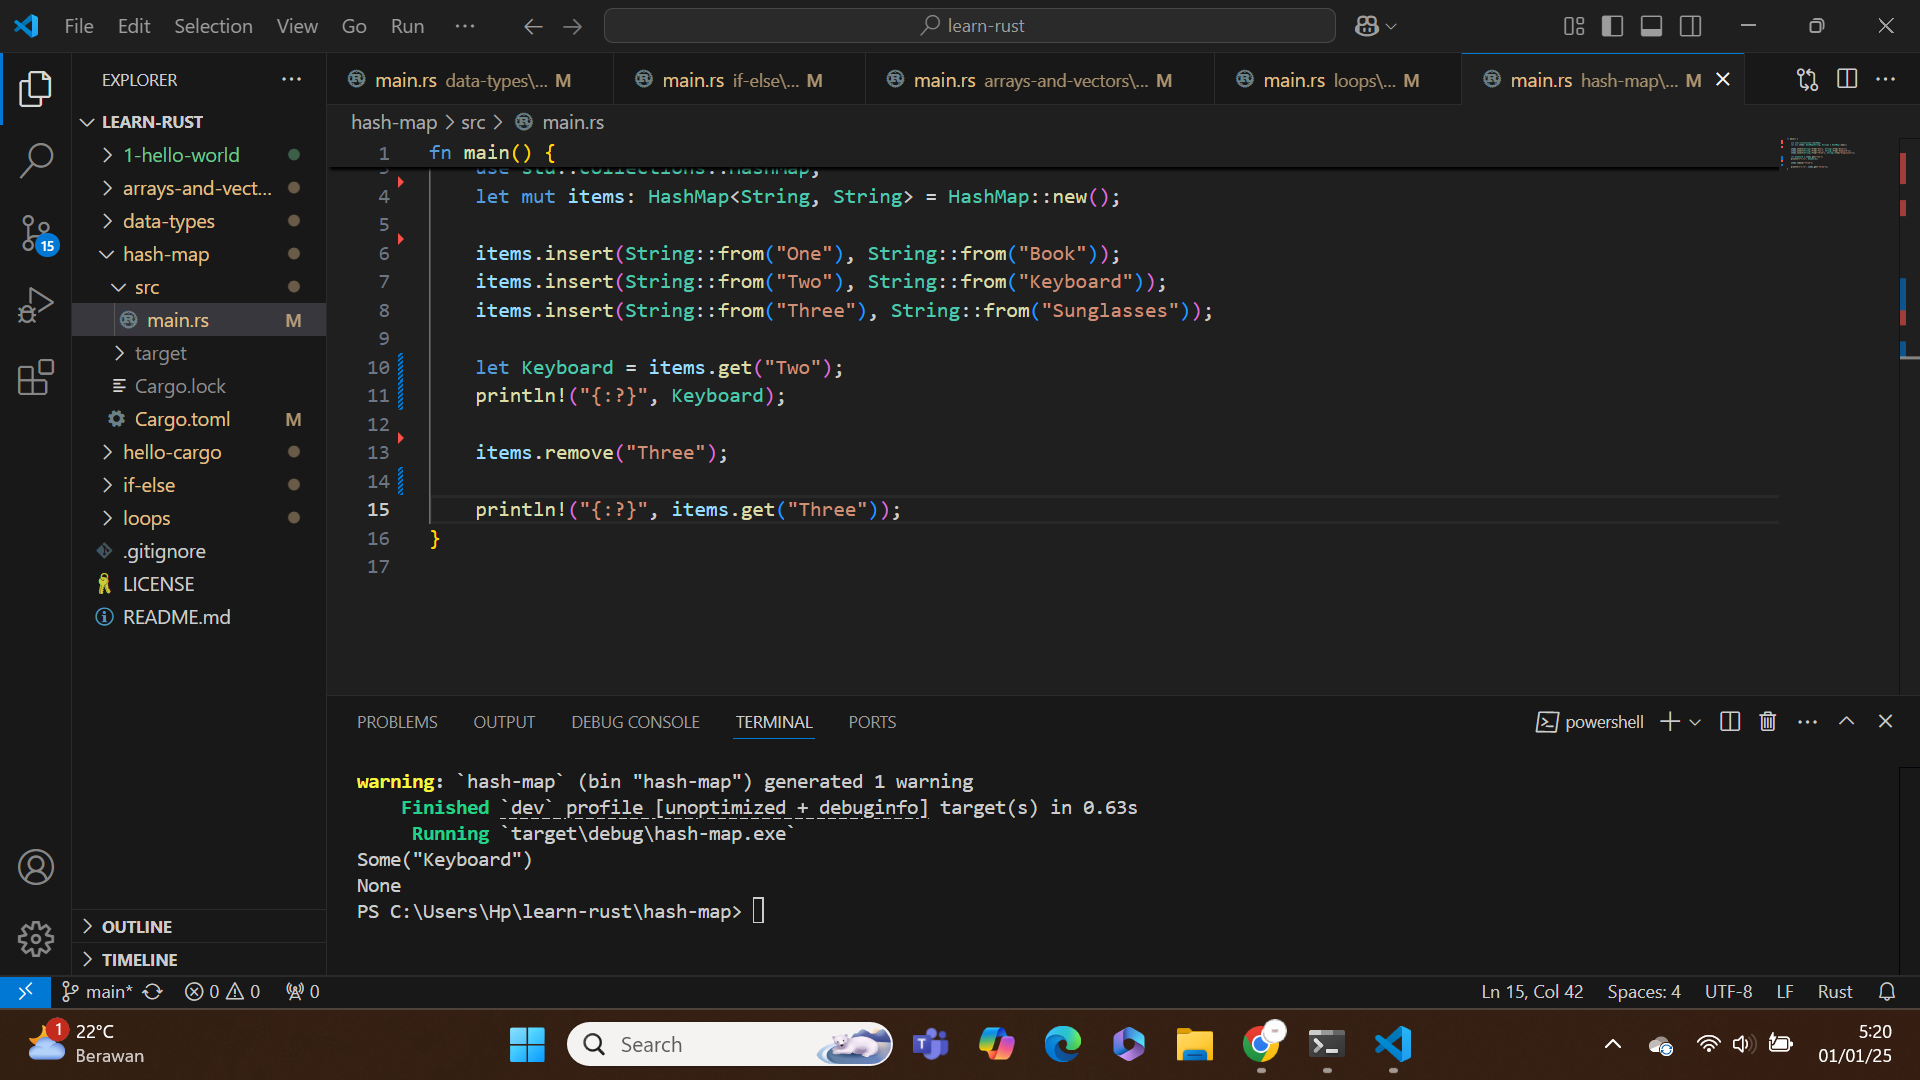 File Edit Selection View Go Run ··· learn-rust
EXPLORER
main.rs data-types\... M main.rs if-else\... M main.rs arrays-and-vectors\... M main.rs loops\... M main.rs hash-map\... M
LEARN-RUST
1-hello-world
arrays-and-vect...
data-types
hash-map
src
main.rs M
target
Cargo.lock
Cargo.toml M
hello-cargo
if-else
loops
.gitignore
LICENSE
README.md
OUTLINE
TIMELINE
15
hash-map > src > main.rs
1 fn main() {
3 use std::collections::HashMap;
4 let mut items: HashMap<String, String> = HashMap::new();
5
6 items.insert(String::from("One"), String::from("Book"));
7 items.insert(String::from("Two"), String::from("Keyboard"));
8 items.insert(String::from("Three"), String::from("Sunglasses"));
9
10 let Keyboard = items.get("Two");
11 println!("{:?}", Keyboard);
12
13 items.remove("Three");
14
15 println!("{:?}", items.get("Three"));
16 }
17
PROBLEMS OUTPUT DEBUG CONSOLE TERMINAL PORTS powershell
warning: `hash-map` (bin "hash-map") generated 1 warning
Finished `dev` profile [unoptimized + debuginfo] target(s) in 0.63s
Running `target\debug\hash-map.exe`
Some("Keyboard")
None
PS C:\Users\Hp\learn-rust\hash-map>
main* 0 0 0 Ln 15, Col 42 Spaces: 4 UTF-8 LF Rust
1 22°C
Berawan
Search
5:20
01/01/25